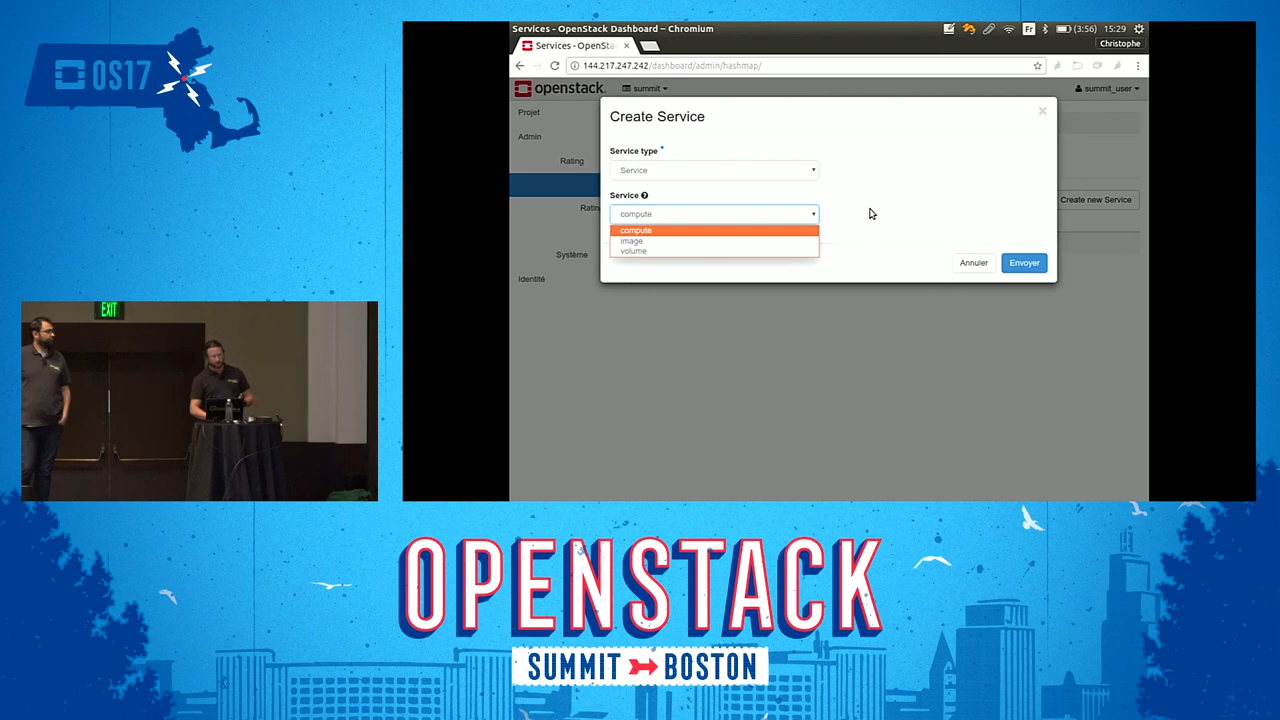 OS17
Services - OpenStack Dashboard – Chromium
Fr
(3:56)
15:29
Services - OpenSta
Christophe
144.217.247.242/dashboard/admin/hashmap/
openstack.
summit
summit_user
Projet
Admin
Rating
Ratin
Système
Identité
Create new Service
Create Service
Service type *
Service
Service
compute
compute
image
volume
Annuler
Envoyer
EXIT
OPENSTACK
SUMMIT BOSTON